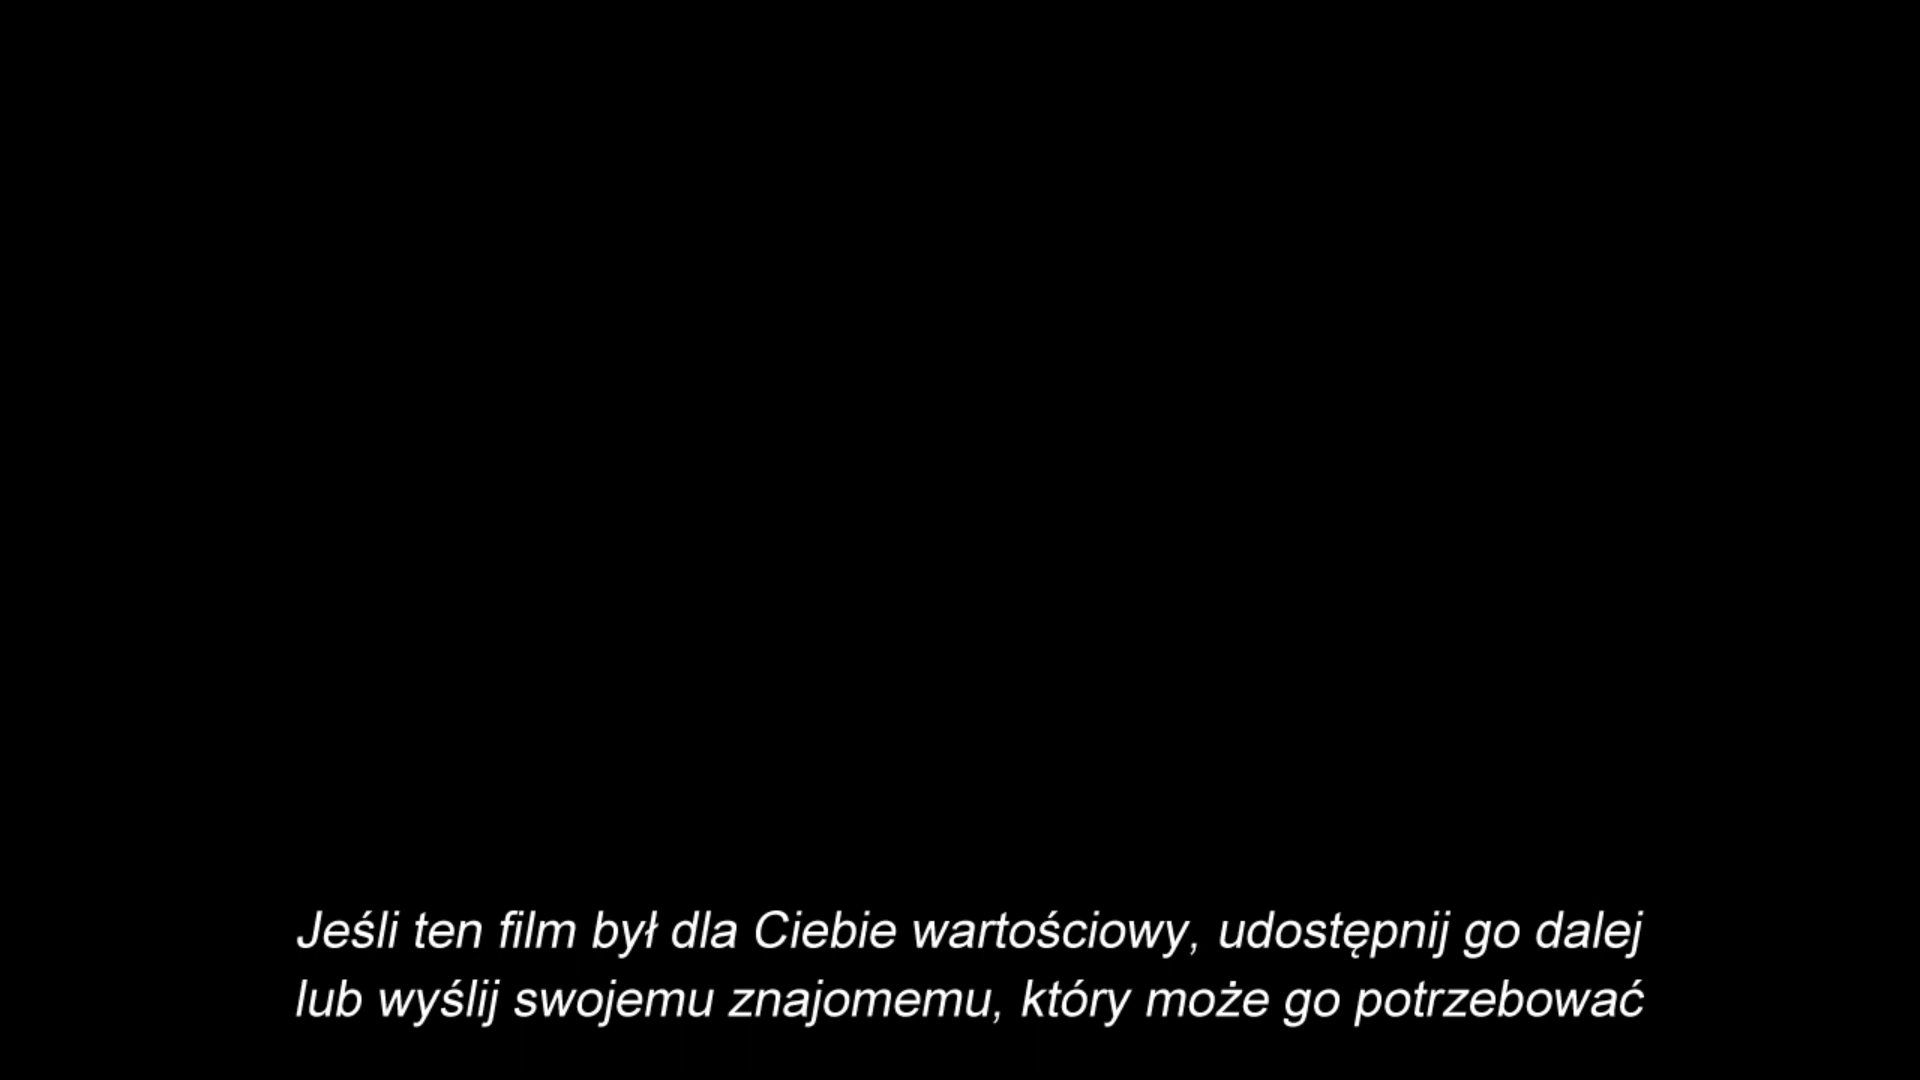 Jeśli ten film był dla Ciebie wartościowy, udostępnij go dalej
lub wyślij swojemu znajomemu, który może go potrzebować